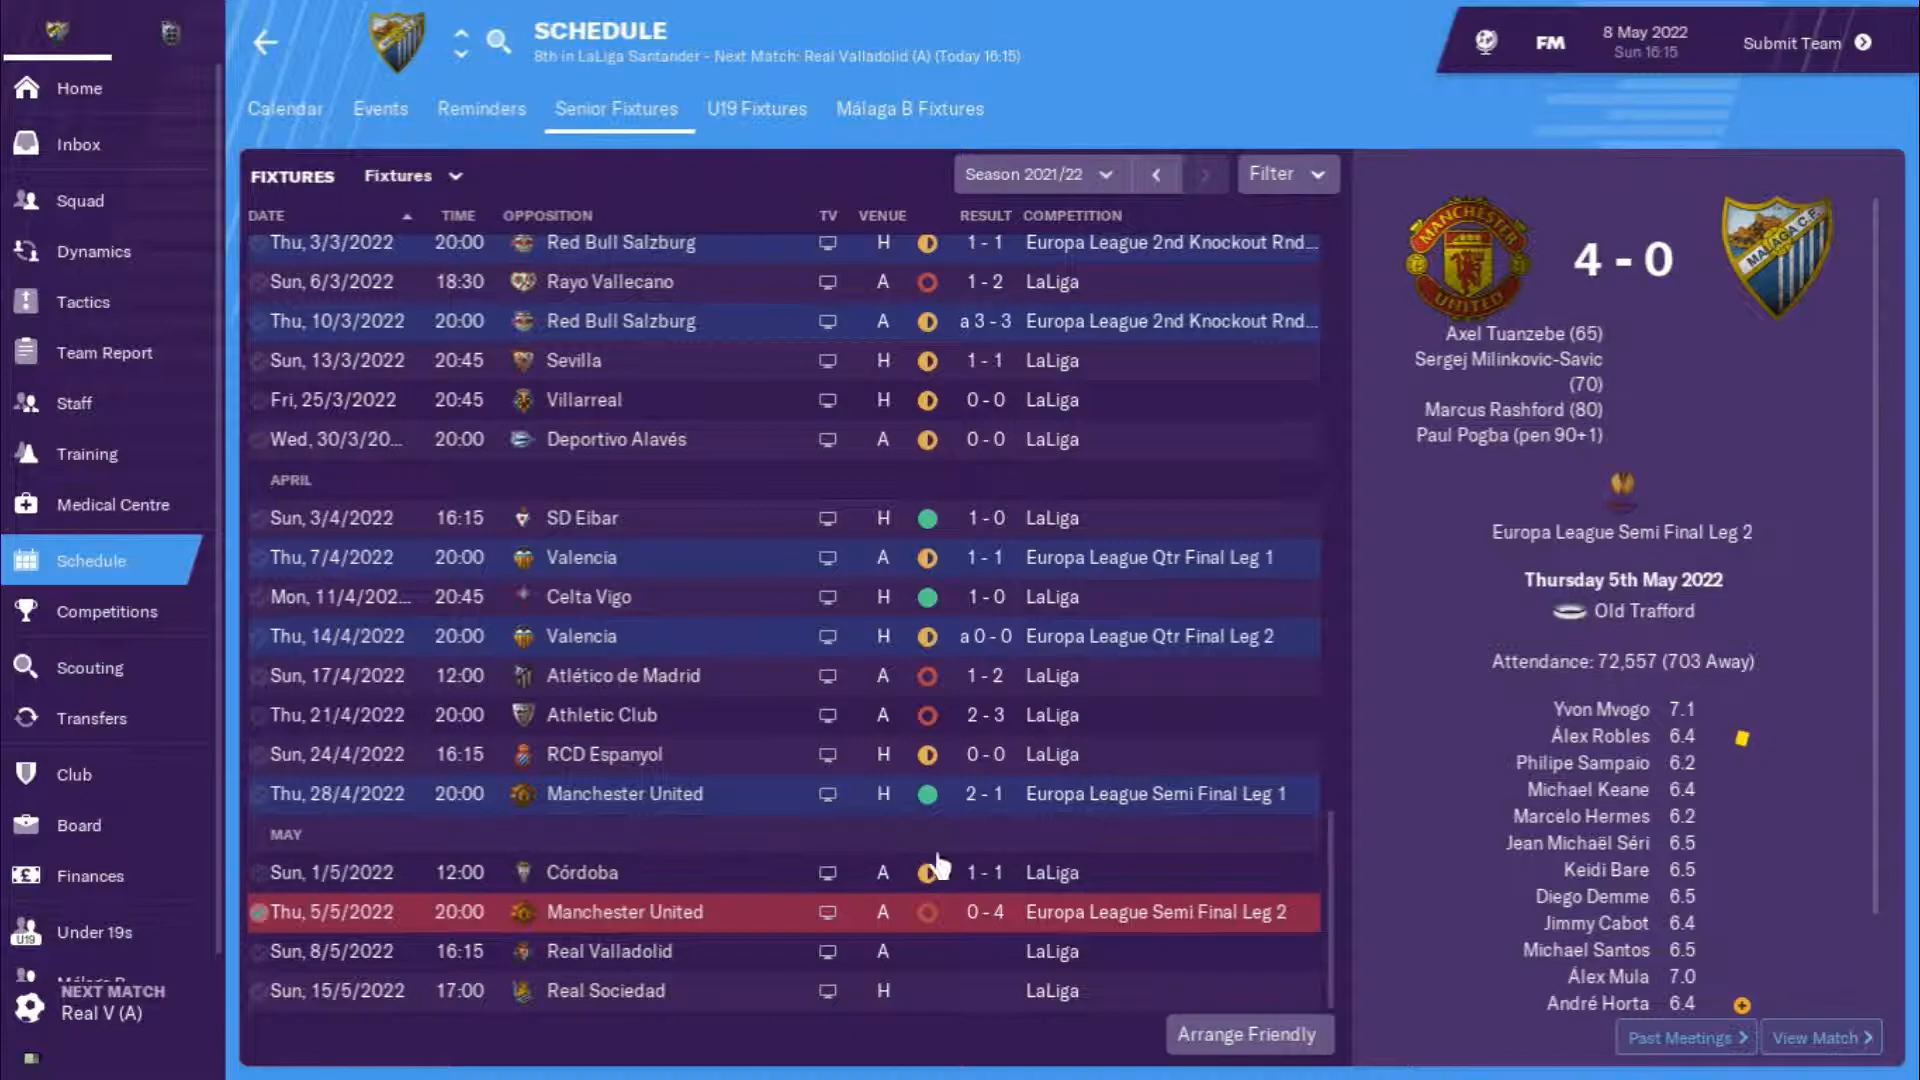 SCHEDULE
8th in LaLiga Santander - Next Match: Real Valladolid (A) (Today 16:15)
FM
8 May 2022
Sun 16:15
Submit Team
Home
Inbox
Squad
Dynamics
Tactics
Team Report
Staff
Training
Medical Centre
Schedule
Competitions
Scouting
Transfers
Club
Board
Finances
U19
Under 19s
NEXT MATCH
Real V (A)
Calendar Events Reminders Senior Fixtures U19 Fixtures Málaga B Fixtures
FIXTURES Fixtures Season 2021/22 Filter
DATE TIME OPPOSITION TV VENUE RESULT COMPETITION
Thu, 3/3/2022 20:00 Red Bull Salzburg H 1 - 1 Europa League 2nd Knockout Rnd...
Sun, 6/3/2022 18:30 Rayo Vallecano A 1 - 2 LaLiga
Thu, 10/3/2022 20:00 Red Bull Salzburg A a 3 - 3 Europa League 2nd Knockout Rnd...
Sun, 13/3/2022 20:45 Sevilla H 1 - 1 LaLiga
Fri, 25/3/2022 20:45 Villarreal H 0 - 0 LaLiga
Wed, 30/3/20... 20:00 Deportivo Alavés A 0 - 0 LaLiga
APRIL
Sun, 3/4/2022 16:15 SD Eibar H 1 - 0 LaLiga
Thu, 7/4/2022 20:00 Valencia A 1 - 1 Europa League Qtr Final Leg 1
Mon, 11/4/202... 20:45 Celta Vigo H 1 - 0 LaLiga
Thu, 14/4/2022 20:00 Valencia H a 0 - 0 Europa League Qtr Final Leg 2
Sun, 17/4/2022 12:00 Atlético de Madrid A 1 - 2 LaLiga
Thu, 21/4/2022 20:00 Athletic Club A 2 - 3 LaLiga
Sun, 24/4/2022 16:15 RCD Espanyol H 0 - 0 LaLiga
Thu, 28/4/2022 20:00 Manchester United H 2 - 1 Europa League Semi Final Leg 1
MAY
Sun, 1/5/2022 12:00 Córdoba A 1 - 1 LaLiga
Thu, 5/5/2022 20:00 Manchester United A 0 - 4 Europa League Semi Final Leg 2
Sun, 8/5/2022 16:15 Real Valladolid A LaLiga
Sun, 15/5/2022 17:00 Real Sociedad H LaLiga
Arrange Friendly
MANCHESTER
UNITED
4 - 0
MALAGA C.F.
Axel Tuanzebe (65)
Sergej Milinkovic-Savic
(70)
Marcus Rashford (80)
Paul Pogba (pen 90+1)
Europa League Semi Final Leg 2
Thursday 5th May 2022
Old Trafford
Attendance: 72,557 (703 Away)
Yvon Mvogo 7.1
Álex Robles 6.4
Philipe Sampaio 6.2
Michael Keane 6.4
Marcelo Hermes 6.2
Jean Michaël Séri 6.5
Keidi Bare 6.5
Diego Demme 6.5
Jimmy Cabot 6.4
Michael Santos 6.5
Álex Mula 7.0
André Horta 6.4
Past Meetings View Match